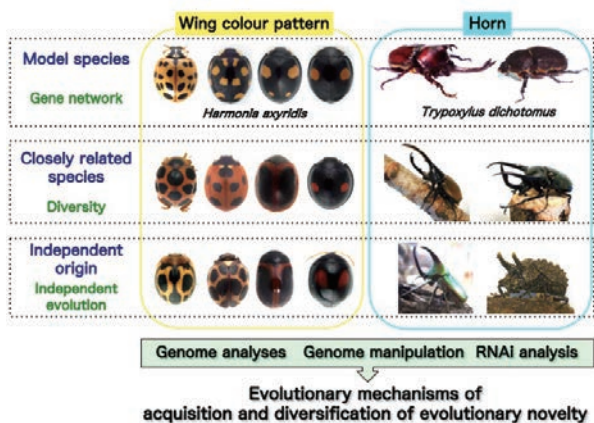 Wing colour pattern
Horn
Model species
Gene network
Harmonia axyridis
Trypoxylus dichotomus
Closely related
species
Diversity
Independent
origin
Independent
evolution
Genome analyses Genome manipulation RNAi analysis
Evolutionary mechanisms of
acquisition and diversification of evolutionary novelty